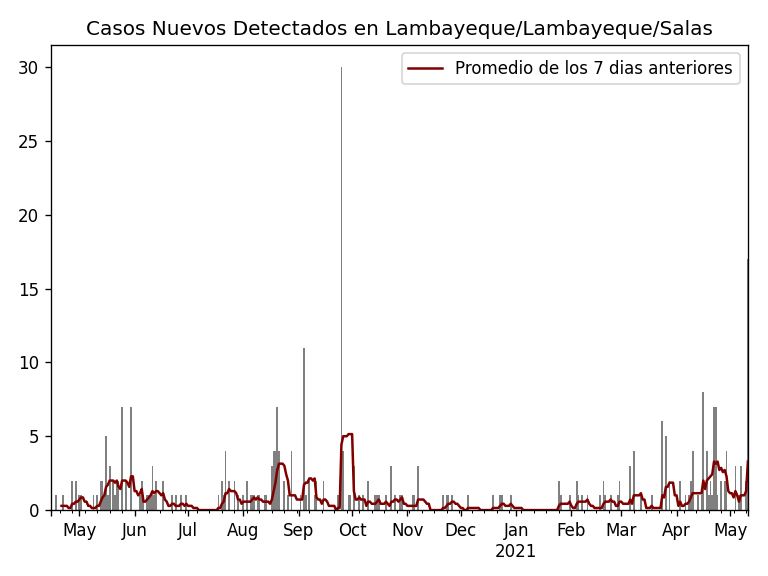 Casos Nuevos Detectados en Lambayeque/Lambayeque/Salas
Promedio de los 7 dias anteriores
30
25
20
15
10
5
0
May Jun Jul Aug Sep Oct Nov Dec Jan Feb Mar Apr May
2021